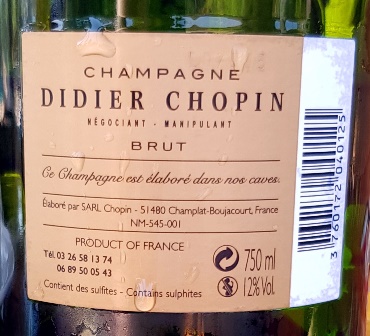 CHAMPAGNE
DIDIER CHOPIN
NÉGOCIANT - MANIPULANT
BRUT
Ce Champagne est élaboré dans nos caves.
Élaboré par SARL Chopin - 51480 Champlat-Boujacourt, France
NM-545-001
PRODUCT OF FRANCE
Tél. 03 26 58 13 74
06 89 50 05 43
750 ml
12% Vol.
Contient des sulfites - Contains sulphites
3 760172 040125